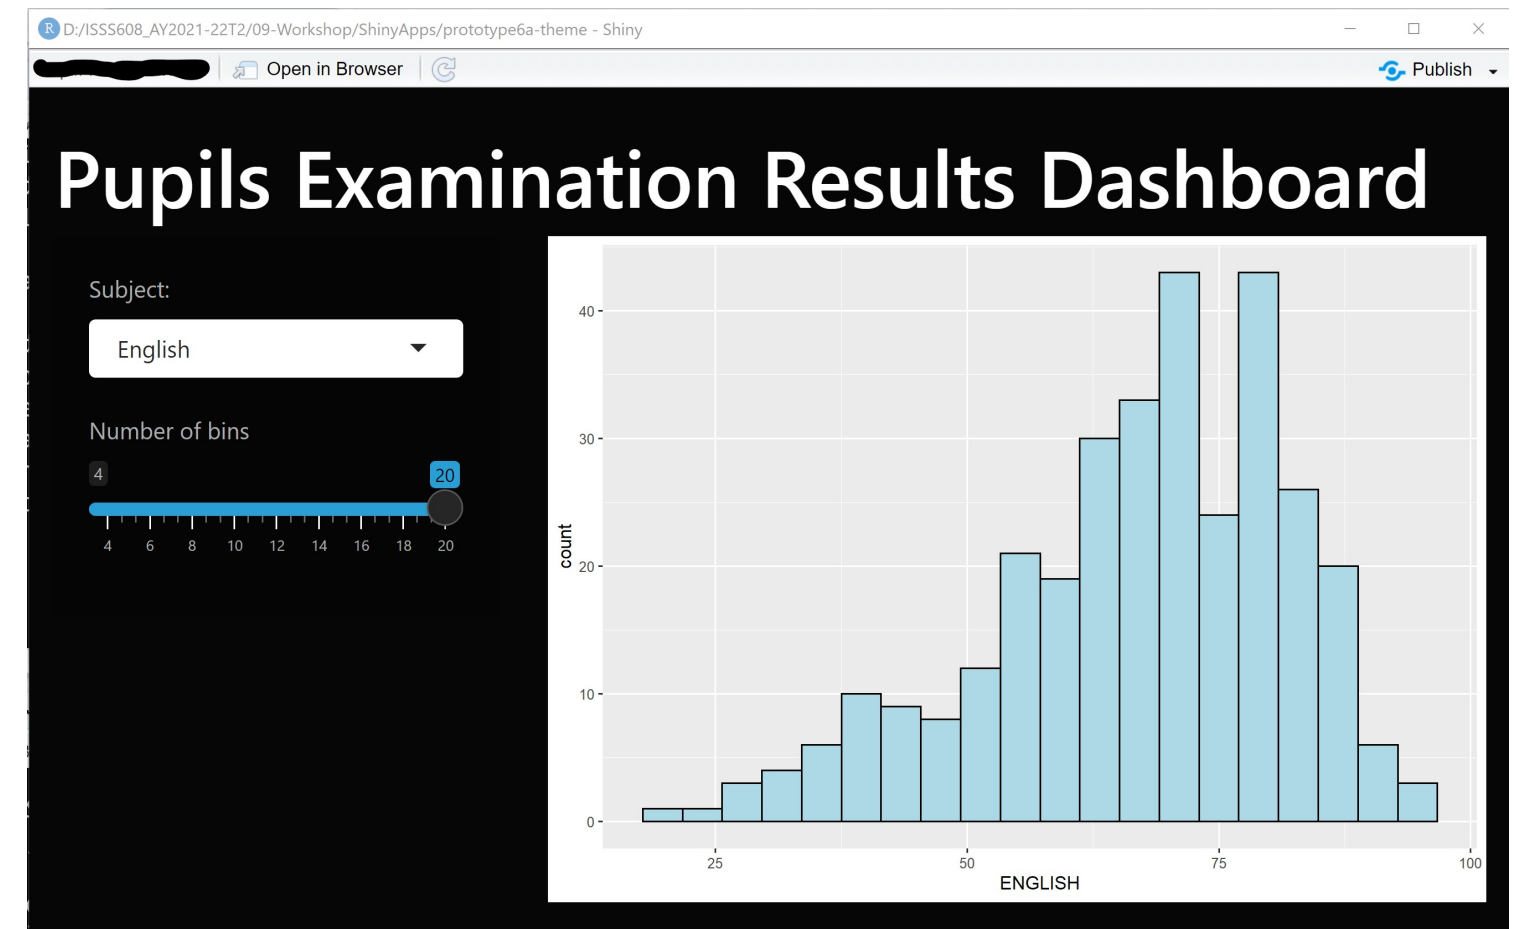 D:/ISSS608_AY2021-22T2/09-Workshop/ShinyApps/prototype6a-theme - Shiny
Open in Browser
Publish
Pupils Examination Results Dashboard
Subject:
English
Number of bins
4
20
4 6 8 10 12 14 16 18 20
40
30
20
10
0
count
25 50 75 100
ENGLISH